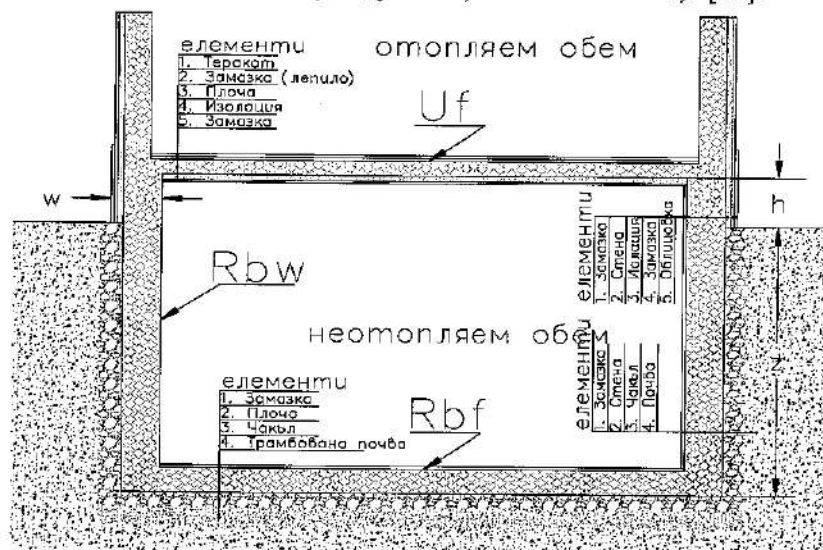 елементи
1. Теракот
2. Замазка (лепило)
3. Плоча
4. Изолация
5. Замазка
отопляем обем
Uf
w
h
Rbw
елементи
1. Замазка
2. Стена
3. Изолация
4. Замазка
5. Облицовка
неотопляем обем
елементи
1. Замазка
2. Стена
3. Чакъл
4. Почва
z
елементи
1. Замазка
2. Плоча
3. Чакъл
4. Трамбована почва
Rbf